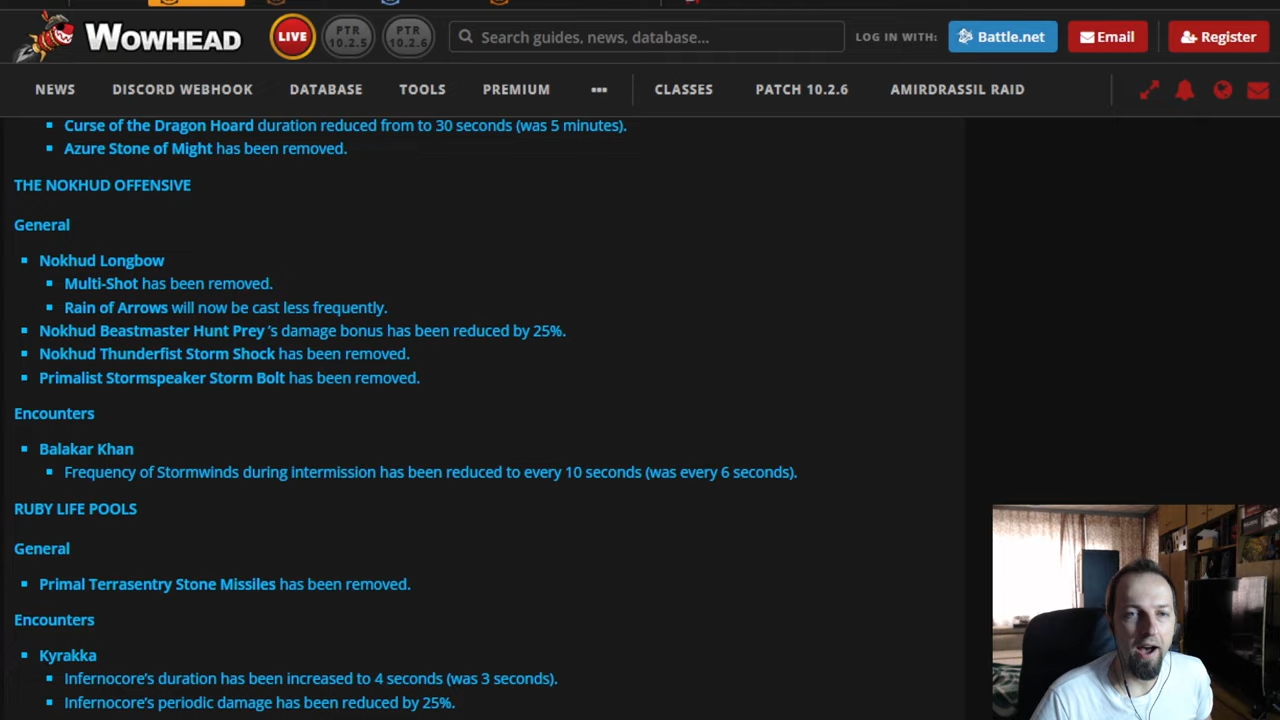 WOWHEAD
LIVE
PTR
10.2.5
PTR
10.2.6
Search guides, news, database...
LOG IN WITH:
Battle.net
Email
Register
NEWS
DISCORD WEBHOOK
DATABASE
TOOLS
PREMIUM
•••
CLASSES
PATCH 10.2.6
AMIRDRASSIL RAID
Curse of the Dragon Hoard duration reduced from to 30 seconds (was 5 minutes).
Azure Stone of Might has been removed.
THE NOKHUD OFFENSIVE
General
Nokhud Longbow
Multi-Shot has been removed.
Rain of Arrows will now be cast less frequently.
Nokhud Beastmaster Hunt Prey 's damage bonus has been reduced by 25%.
Nokhud Thunderfist Storm Shock has been removed.
Primalist Stormspeaker Storm Bolt has been removed.
Encounters
Balakar Khan
Frequency of Stormwinds during intermission has been reduced to every 10 seconds (was every 6 seconds).
RUBY LIFE POOLS
General
Primal Terrasentry Stone Missiles has been removed.
Encounters
Kyrakka
Infernocore's duration has been increased to 4 seconds (was 3 seconds).
Infernocore's periodic damage has been reduced by 25%.